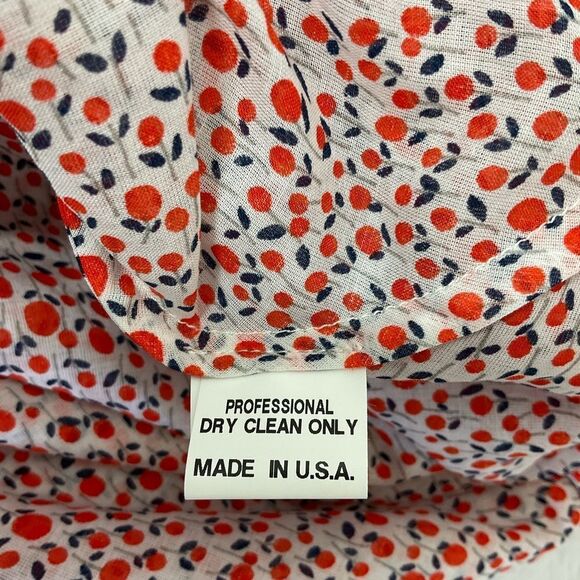 PROFESSIONAL
DRY CLEAN ONLY
MADE IN U.S.A.